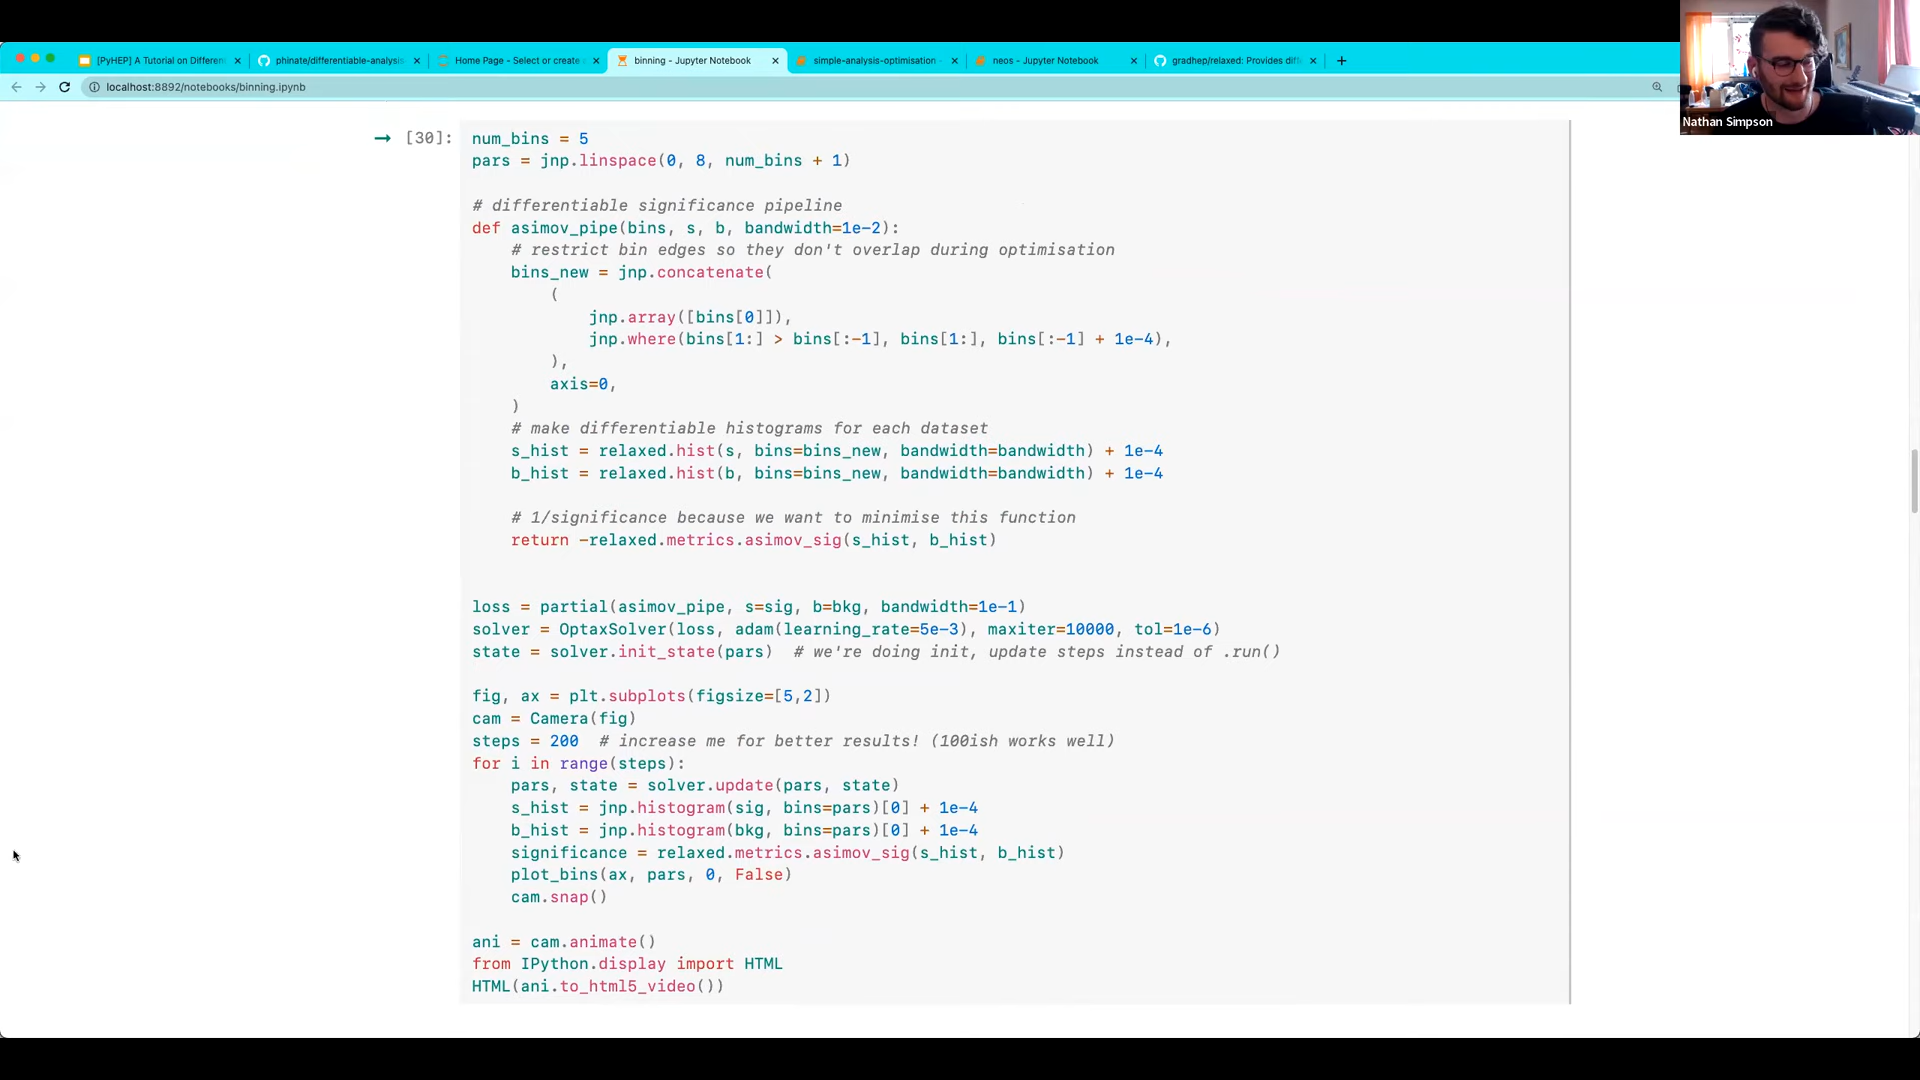 [PyHEP] A Tutorial on Differen
phinate/differentiable-analysis
Home Page - Select or create
binning - Jupyter Notebook
simple-analysis-optimisation
neos - Jupyter Notebook
gradhep/relaxed: Provides diff
localhost:8892/notebooks/binning.ipynb
Nathan Simpson
→ [30]: num_bins = 5
pars = jnp.linspace(0, 8, num_bins + 1)
# differentiable significance pipeline
def asimov_pipe(bins, s, b, bandwidth=1e-2):
    # restrict bin edges so they don't overlap during optimisation
    bins_new = jnp.concatenate(
        (
            jnp.array([bins[0]]),
            jnp.where(bins[1:] > bins[:-1], bins[1:], bins[:-1] + 1e-4),
        ),
        axis=0,
    )
    # make differentiable histograms for each dataset
    s_hist = relaxed.hist(s, bins=bins_new, bandwidth=bandwidth) + 1e-4
    b_hist = relaxed.hist(b, bins=bins_new, bandwidth=bandwidth) + 1e-4
    # 1/significance because we want to minimise this function
    return -relaxed.metrics.asimov_sig(s_hist, b_hist)
loss = partial(asimov_pipe, s=sig, b=bkg, bandwidth=1e-1)
solver = OptaxSolver(loss, adam(learning_rate=5e-3), maxiter=10000, tol=1e-6)
state = solver.init_state(pars)  # we're doing init, update steps instead of .run()
fig, ax = plt.subplots(figsize=[5,2])
cam = Camera(fig)
steps = 200  # increase me for better results! (100ish works well)
for i in range(steps):
    pars, state = solver.update(pars, state)
    s_hist = jnp.histogram(sig, bins=pars)[0] + 1e-4
    b_hist = jnp.histogram(bkg, bins=pars)[0] + 1e-4
    significance = relaxed.metrics.asimov_sig(s_hist, b_hist)
    plot_bins(ax, pars, 0, False)
    cam.snap()
ani = cam.animate()
from IPython.display import HTML
HTML(ani.to_html5_video())